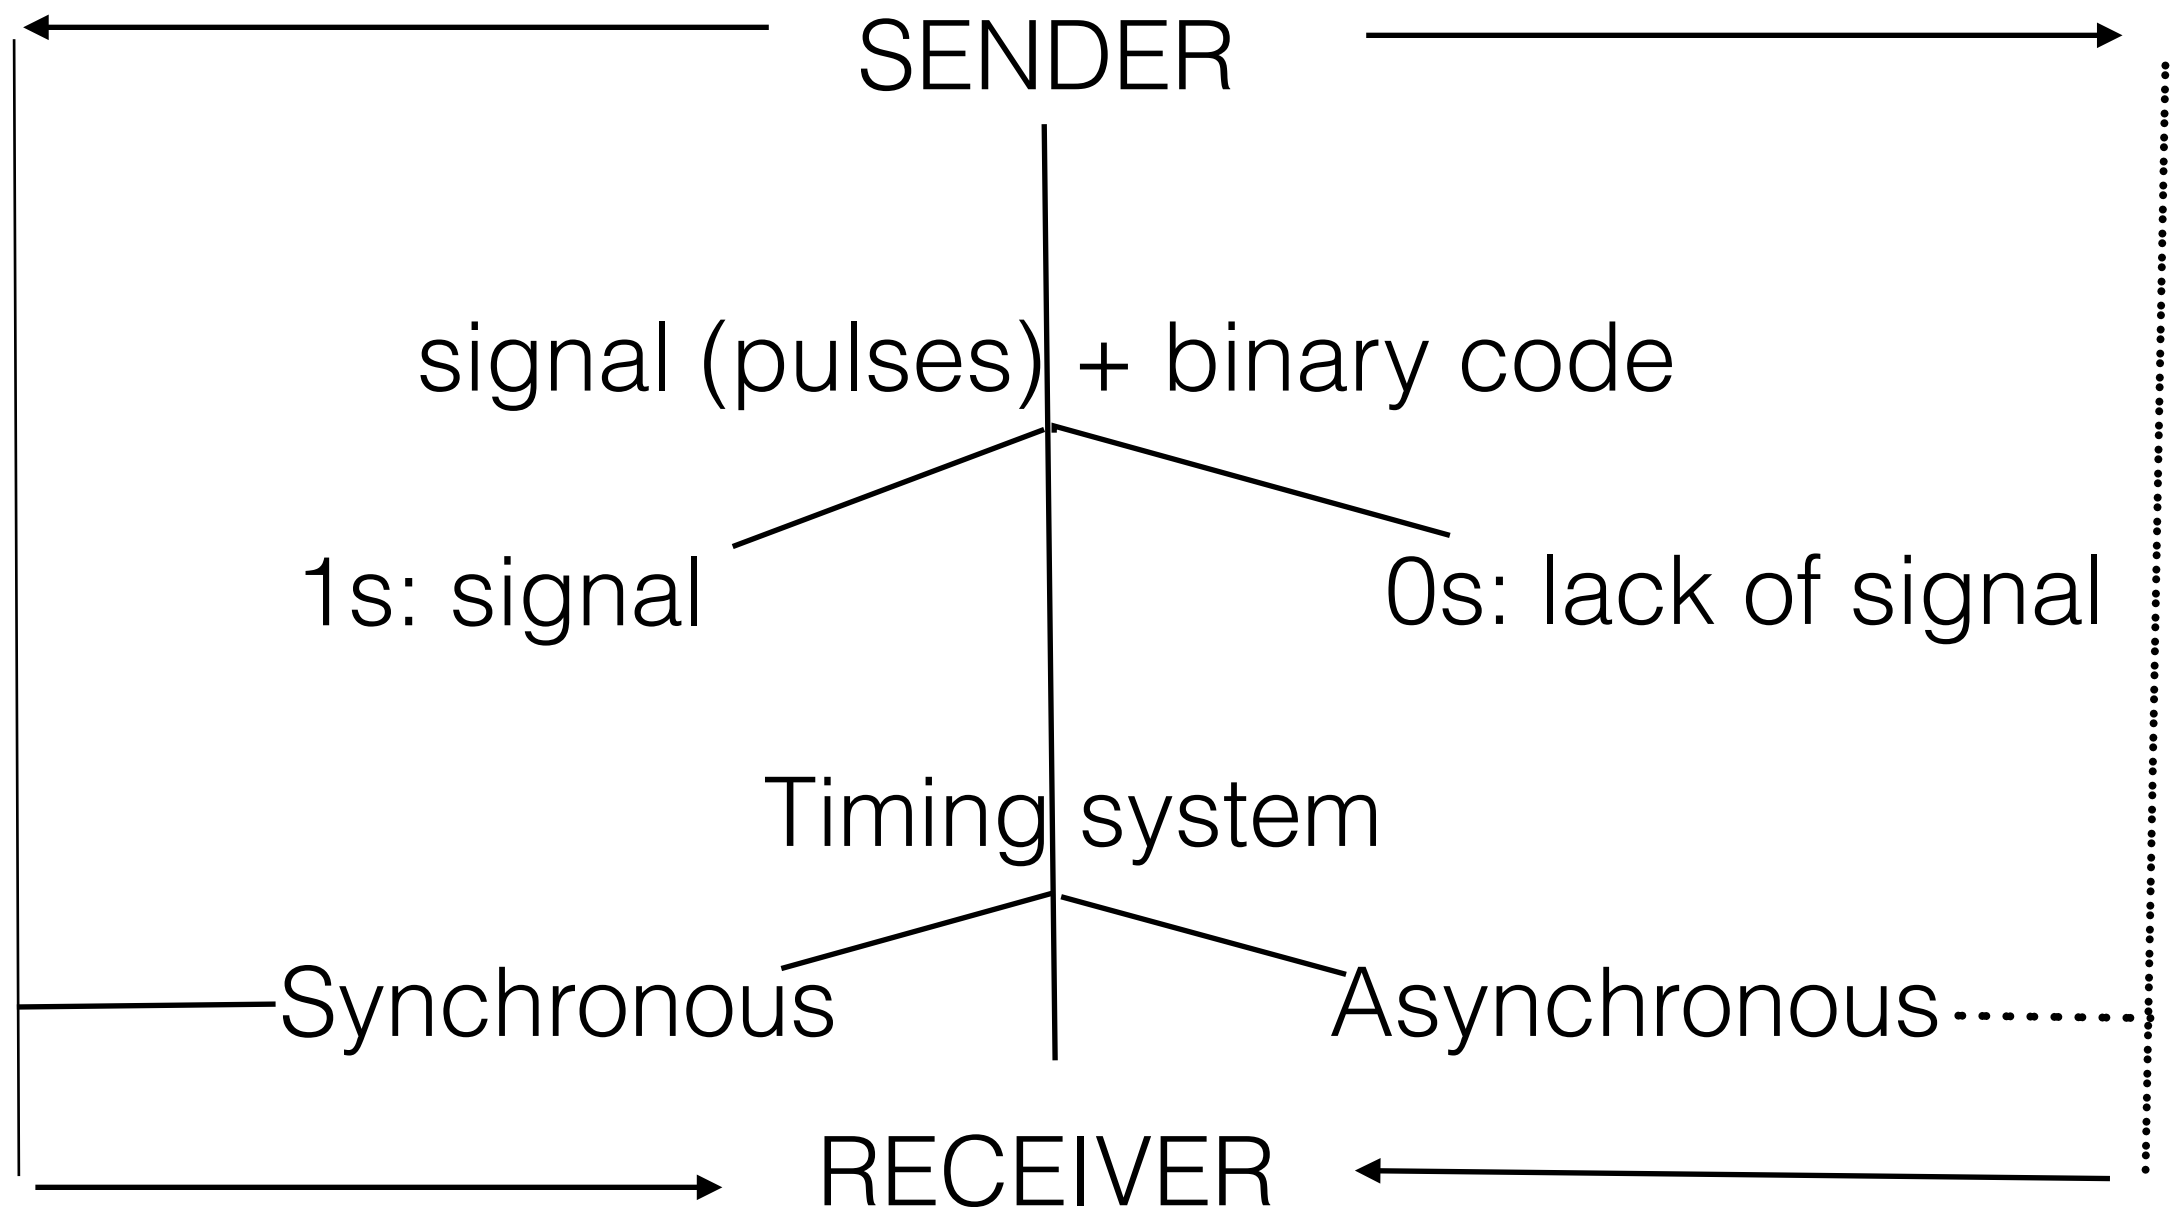 SENDER
signal (pulses) + binary code
1s: signal
0s: lack of signal
Timing system
Synchronous
Asynchronous
RECEIVER